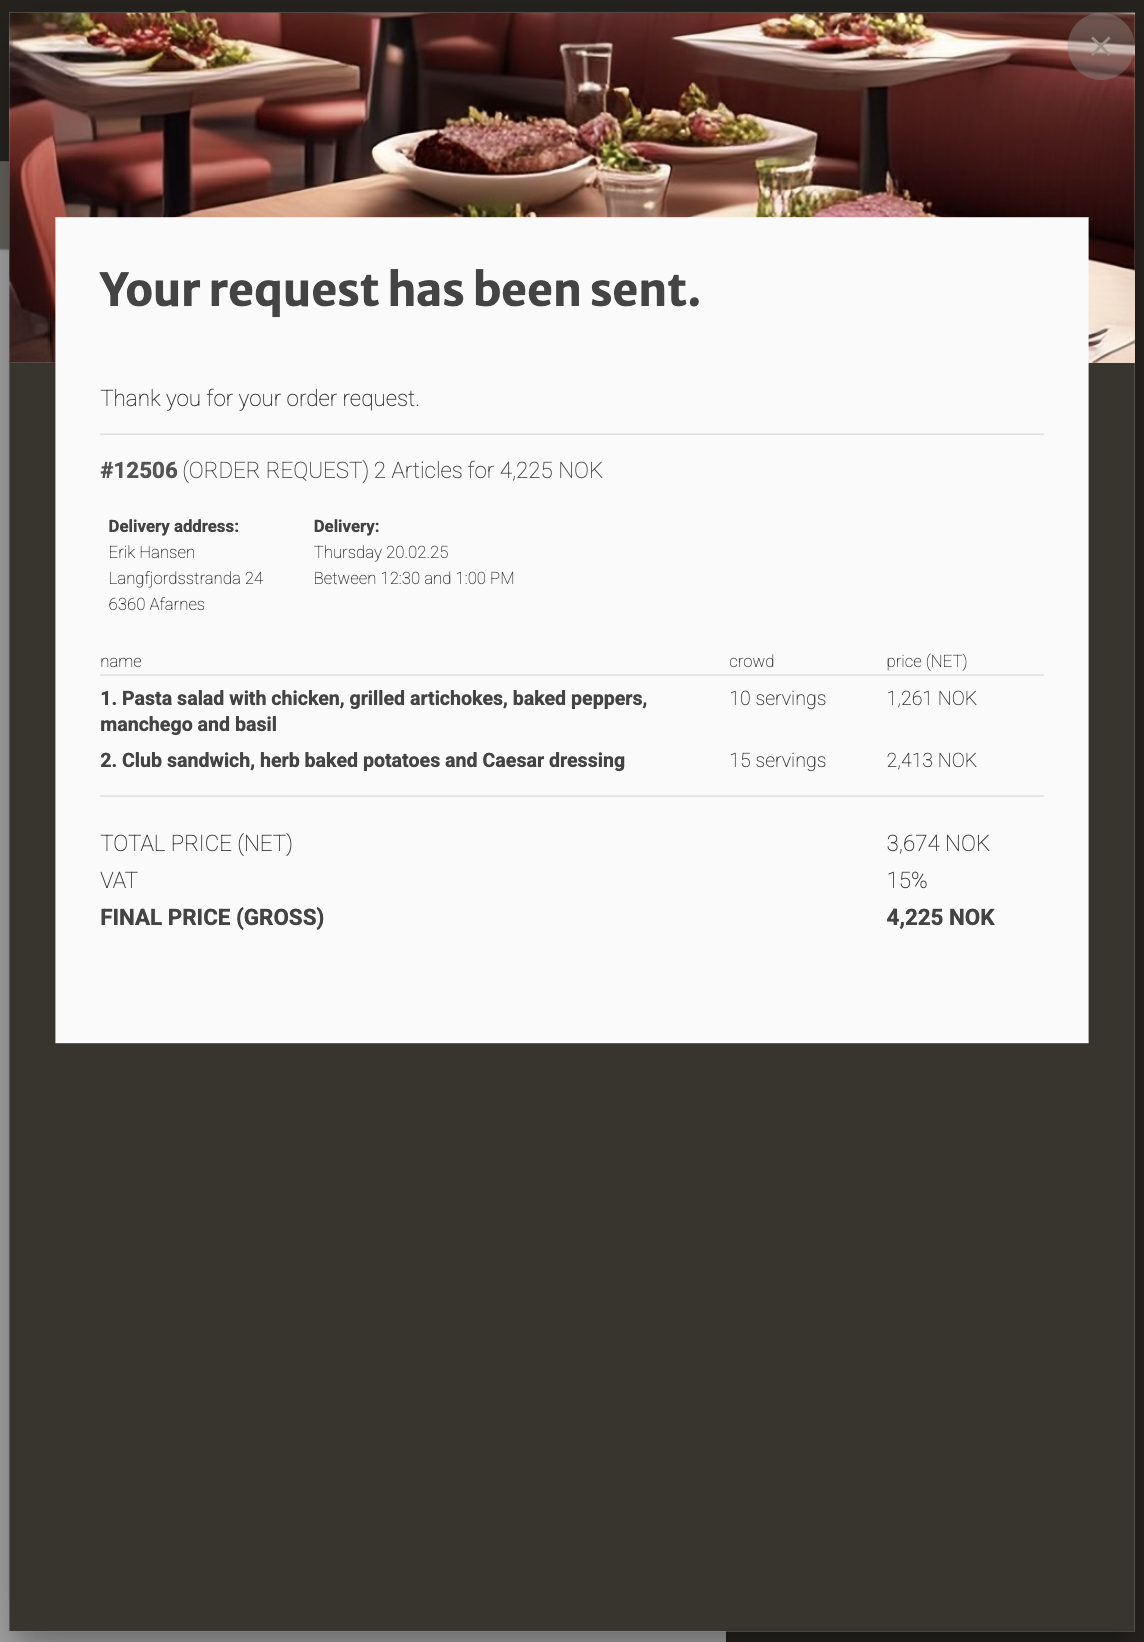 Your request has been sent.
Thank you for your order request.
#12506 (ORDER REQUEST) 2 Articles for 4,225 NOK
Delivery address:
Erik Hansen
Langfjordsstranda 24
6360 Afarnes
Delivery:
Thursday 20.02.25
Between 12:30 and 1:00 PM
name crowd price (NET)
1. Pasta salad with chicken, grilled artichokes, baked peppers, 10 servings 1,261 NOK
manchego and basil
2. Club sandwich, herb baked potatoes and Caesar dressing 15 servings 2,413 NOK
TOTAL PRICE (NET) 3,674 NOK
VAT 15%
FINAL PRICE (GROSS) 4,225 NOK